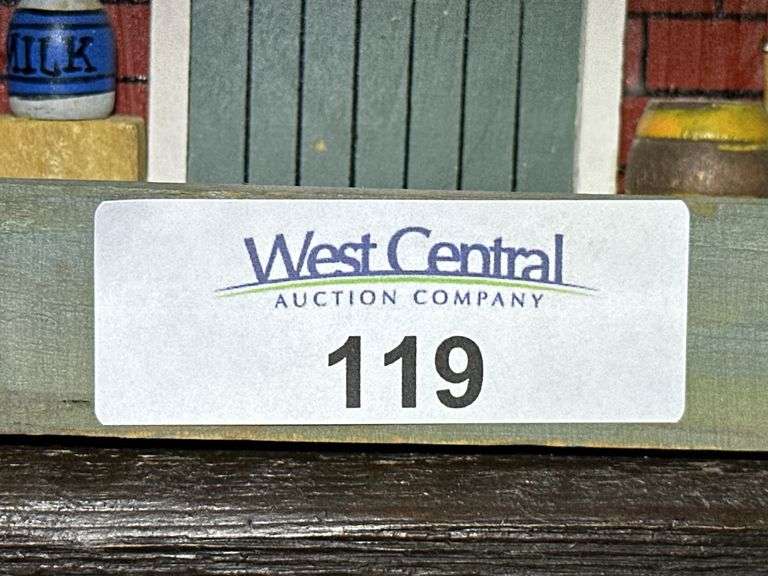 MILK
West Central
AUCTION COMPANY
119